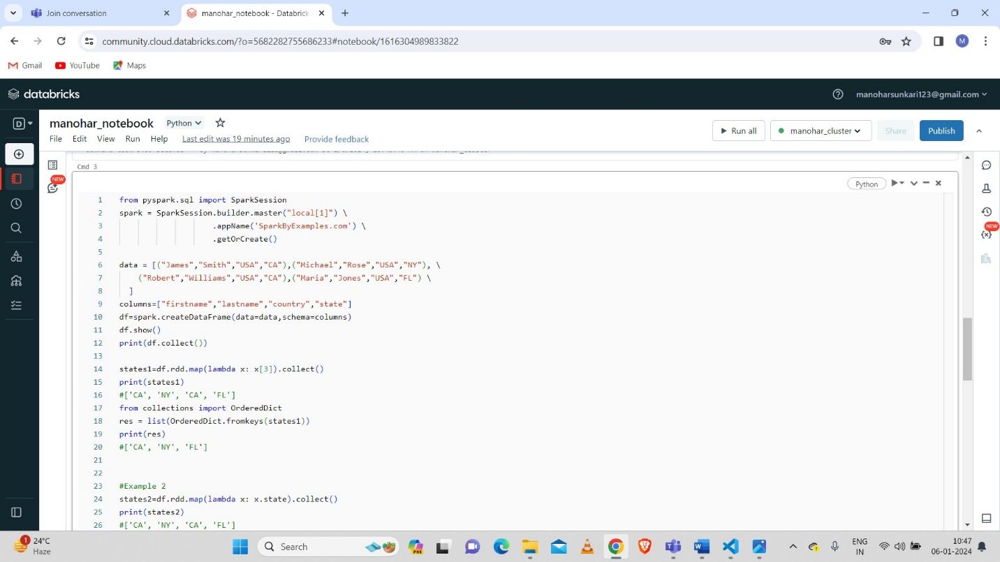 Join conversation
manohar_notebook - Databrick
community.cloud.databricks.com/?o=5682282755686233#notebook/1616304989833822
M
Gmail YouTube Maps
databricks
manoharsunkari123@gmail.com
D
manohar_notebook Python
File Edit View Run Help Last edit was 19 minutes ago Provide feedback
Run all manohar_cluster Share Publish
NEW
NEW
Cmd 3
Python
1 from pyspark.sql import SparkSession
2 spark = SparkSession.builder.master("local[1]") \
3 .appName('SparkByExamples.com') \
4 .getOrCreate()
5
6 data = [("James","Smith","USA","CA"),("Michael","Rose","USA","NY"), \
7 ("Robert","Williams","USA","CA"),("Maria","Jones","USA","FL") \
8 ]
9 columns=["firstname","lastname","country","state"]
10 df=spark.createDataFrame(data=data,schema=columns)
11 df.show()
12 print(df.collect())
13
14 states1=df.rdd.map(lambda x: x[3]).collect()
15 print(states1)
16 #['CA', 'NY', 'CA', 'FL']
17 from collections import OrderedDict
18 res = list(OrderedDict.fromkeys(states1))
19 print(res)
20 #['CA', 'NY', 'FL']
21
22
23 #Example 2
24 states2=df.rdd.map(lambda x: x.state).collect()
25 print(states2)
26 #['CA', 'NY', 'CA', 'FL']
1
24°C
Haze
Search
PRE
ENG
IN
10:47
06-01-2024